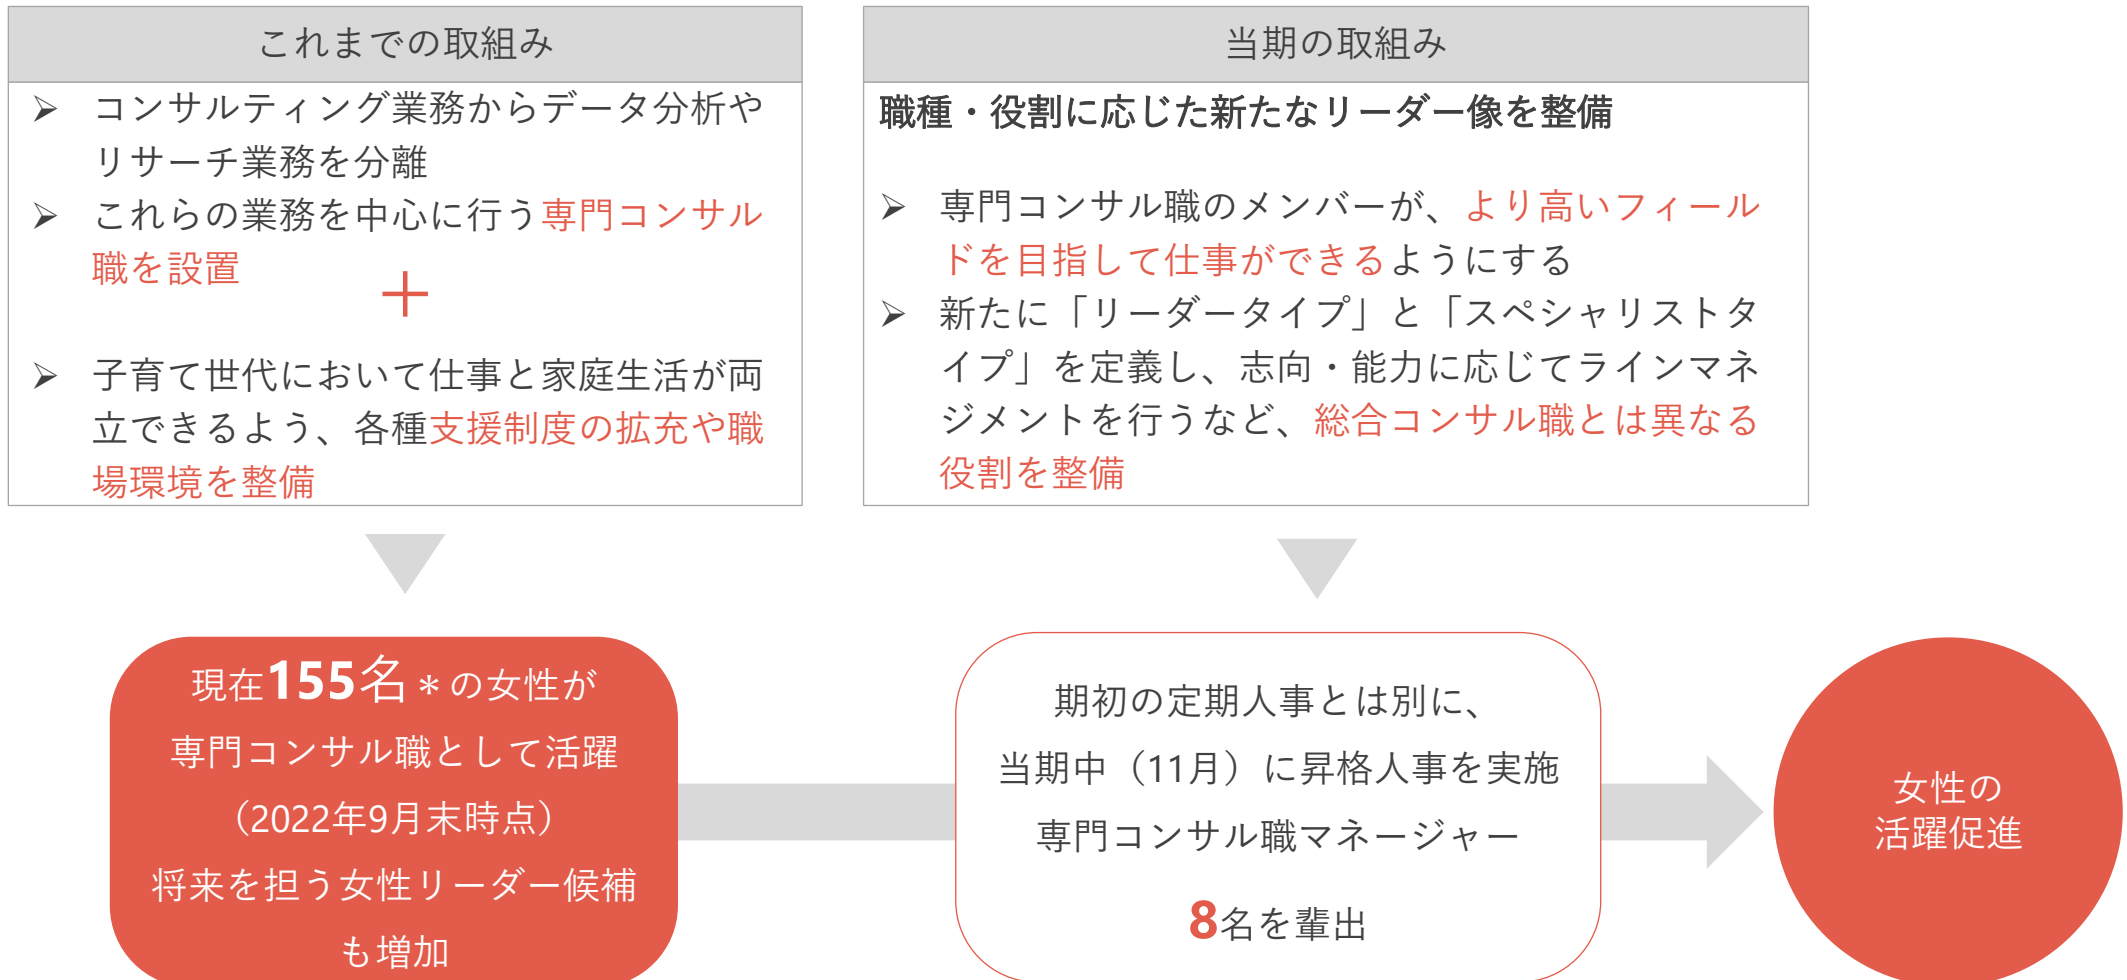 これまでの取組み
➢ コンサルティング業務からデータ分析や
リサーチ業務を分離
➢ これらの業務を中心に行う専門コンサル
職を設置
＋
➢ 子育て世代において仕事と家庭生活が両
立できるよう、各種支援制度の拡充や職
場環境を整備
当期の取組み
職種・役割に応じた新たなリーダー像を整備
➢ 専門コンサル職のメンバーが、より高いフィール
ドを目指して仕事ができるようにする
➢ 新たに「リーダータイプ」と「スペシャリストタ
イプ」を定義し、志向・能力に応じてラインマネ
ジメントを行うなど、総合コンサル職とは異なる
役割を整備
現在155名＊の女性が
専門コンサル職として活躍
（2022年9月末時点）
将来を担う女性リーダー候補
も増加
期初の定期人事とは別に、
当期中（11月）に昇格人事を実施
専門コンサル職マネージャー
8名を輩出
女性の
活躍促進